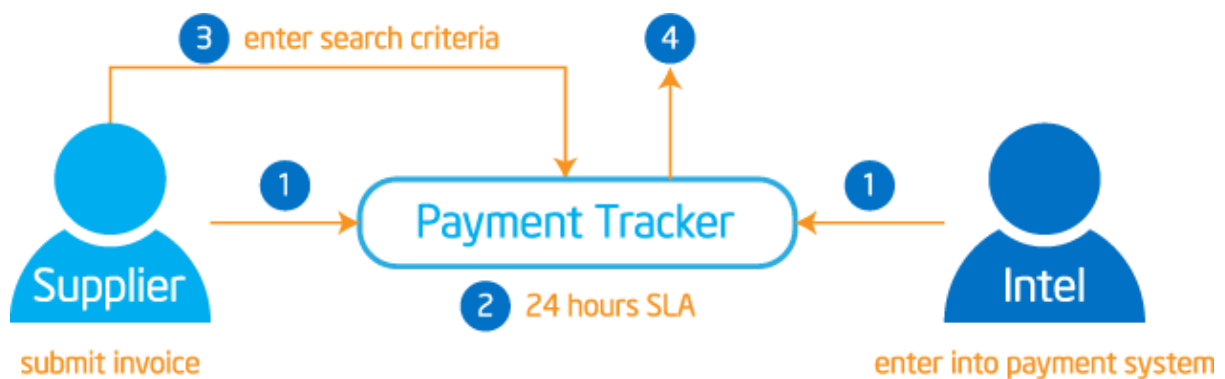 3 enter search criteria
4
1
1
Payment Tracker
Supplier
Intel
2 24 hours SLA
submit invoice
enter into payment system